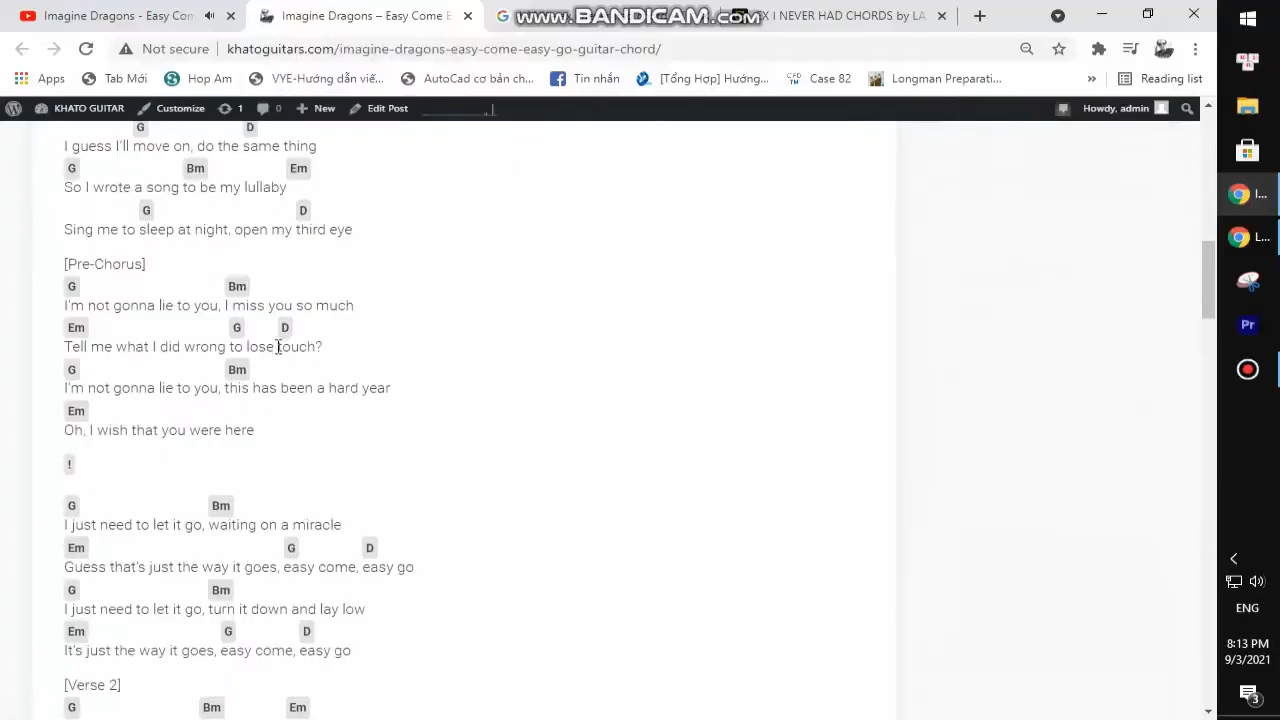 Imagine Dragons - Easy Com
Imagine Dragons – Easy Come E
www.BANDICAM.com
X I NEVER HAD CHORDS by LA
Not secure
khatoguitars.com/imagine-dragons-easy-come-easy-go-guitar-chord/
Apps
Tab Mới
Hop Am
VYE-Hướng dẫn viế...
AutoCad cơ bản ch...
Tin nhắn
[Tổng Hợp] Hướng...
Case 82
Longman Preparati...
»
Reading list
KHATO GUITAR
Customize
1
0
New
Edit Post
Howdy, admin
G D
I guess I'll move on, do the same thing
G Bm Em
So I wrote a song to be my lullaby
G D
Sing me to sleep at night, open my third eye
[Pre-Chorus]
G Bm
I'm not gonna lie to you, I miss you so much
Em G D
Tell me what I did wrong to lose touch?
G Bm
I'm not gonna lie to you, this has been a hard year
Em
Oh, I wish that you were here
!
G Bm
I just need to let it go, waiting on a miracle
Em G D
Guess that's just the way it goes, easy come, easy go
G Bm
I just need to let it go, turn it down and lay low
Em G D
It's just the way it goes, easy come, easy go
[Verse 2]
G Bm Em
I...
L...
Pr
ENG
8:13 PM
9/3/2021
3